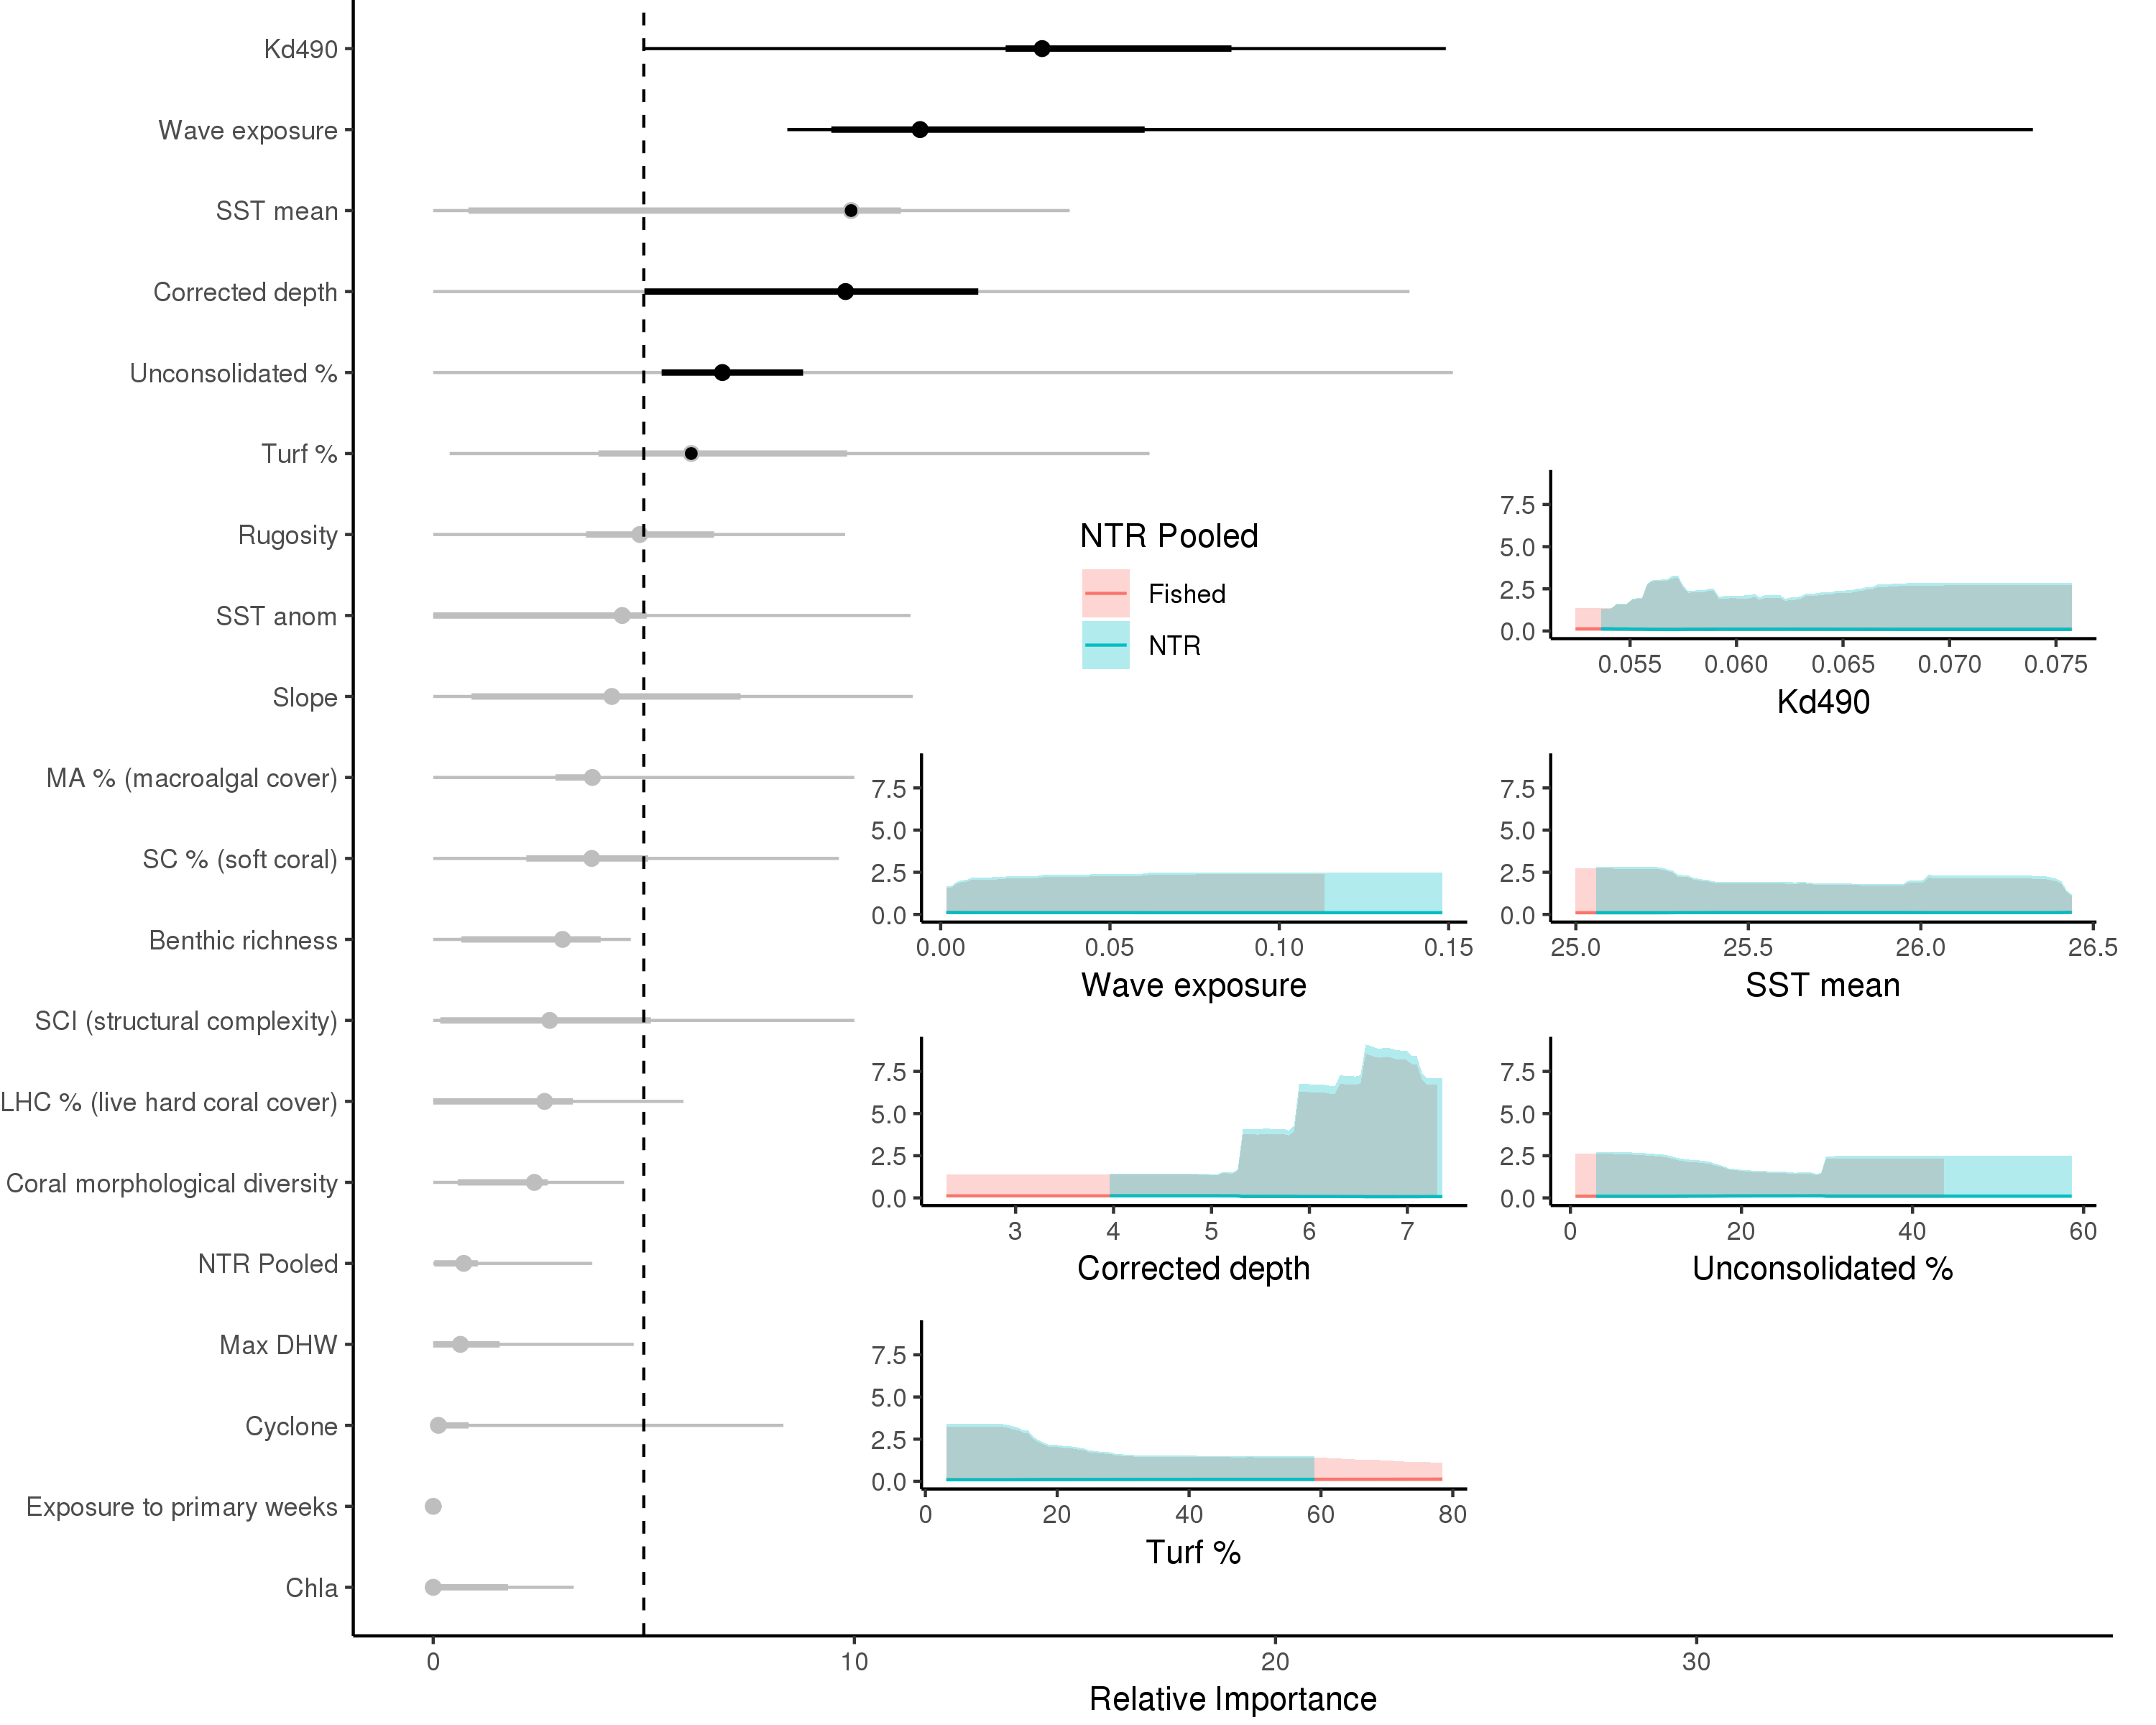 Kd490
Wave exposure
SST mean
Corrected depth
Unconsolidated %
Turf %
Rugosity
SST anom
Slope
MA % (macroalgal cover)
SC % (soft coral)
Benthic richness
SCI (structural complexity)
LHC % (live hard coral cover)
Coral morphological diversity
NTR Pooled
Max DHW
Cyclone
Exposure to primary weeks
Chla
0 10 20 30
Relative Importance
NTR Pooled
Fished
NTR
7.5
5.0
2.5
0.0
0.055 0.060 0.065 0.070 0.075
Kd490
7.5
5.0
2.5
0.0
0.00 0.05 0.10 0.15
Wave exposure
7.5
5.0
2.5
0.0
25.0 25.5 26.0 26.5
SST mean
7.5
5.0
2.5
0.0
3 4 5 6 7
Corrected depth
7.5
5.0
2.5
0.0
0 20 40 60
Unconsolidated %
7.5
5.0
2.5
0.0
0 20 40 60 80
Turf %